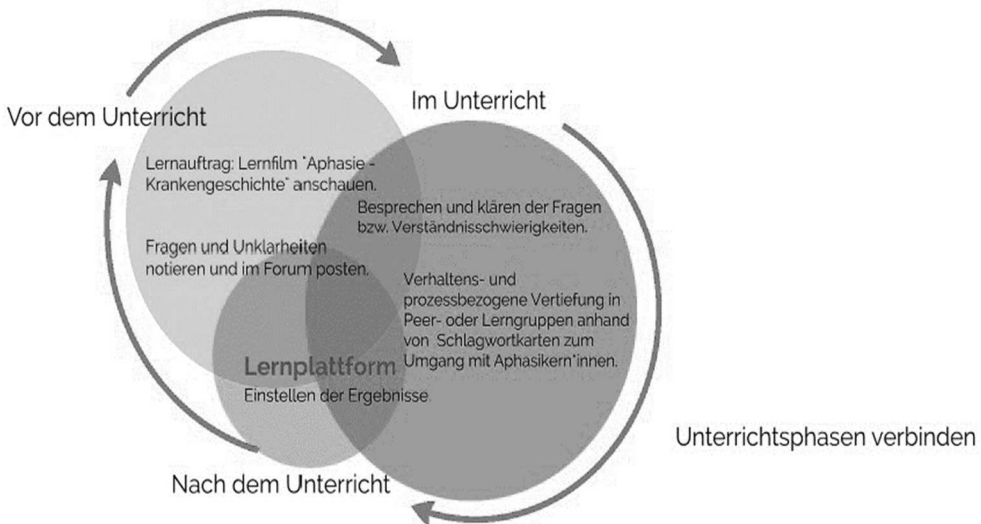 Vor dem Unterricht
Lernauftrag: Lernfilm "Aphasie -
Krankengeschichte" anschauen.
Fragen und Unklarheiten
notieren und im Forum posten.
Im Unterricht
Besprechen und klären der Fragen
bzw. Verständnisschwierigkeiten.
Verhaltens- und
prozessbezogene Vertiefung in
Peer- oder Lerngruppen anhand
von Schlagwortkarten zum
Umgang mit Aphasikern*innen.
Lernplattform
Einstellen der Ergebnisse.
Nach dem Unterricht
Unterrichtsphasen verbinden